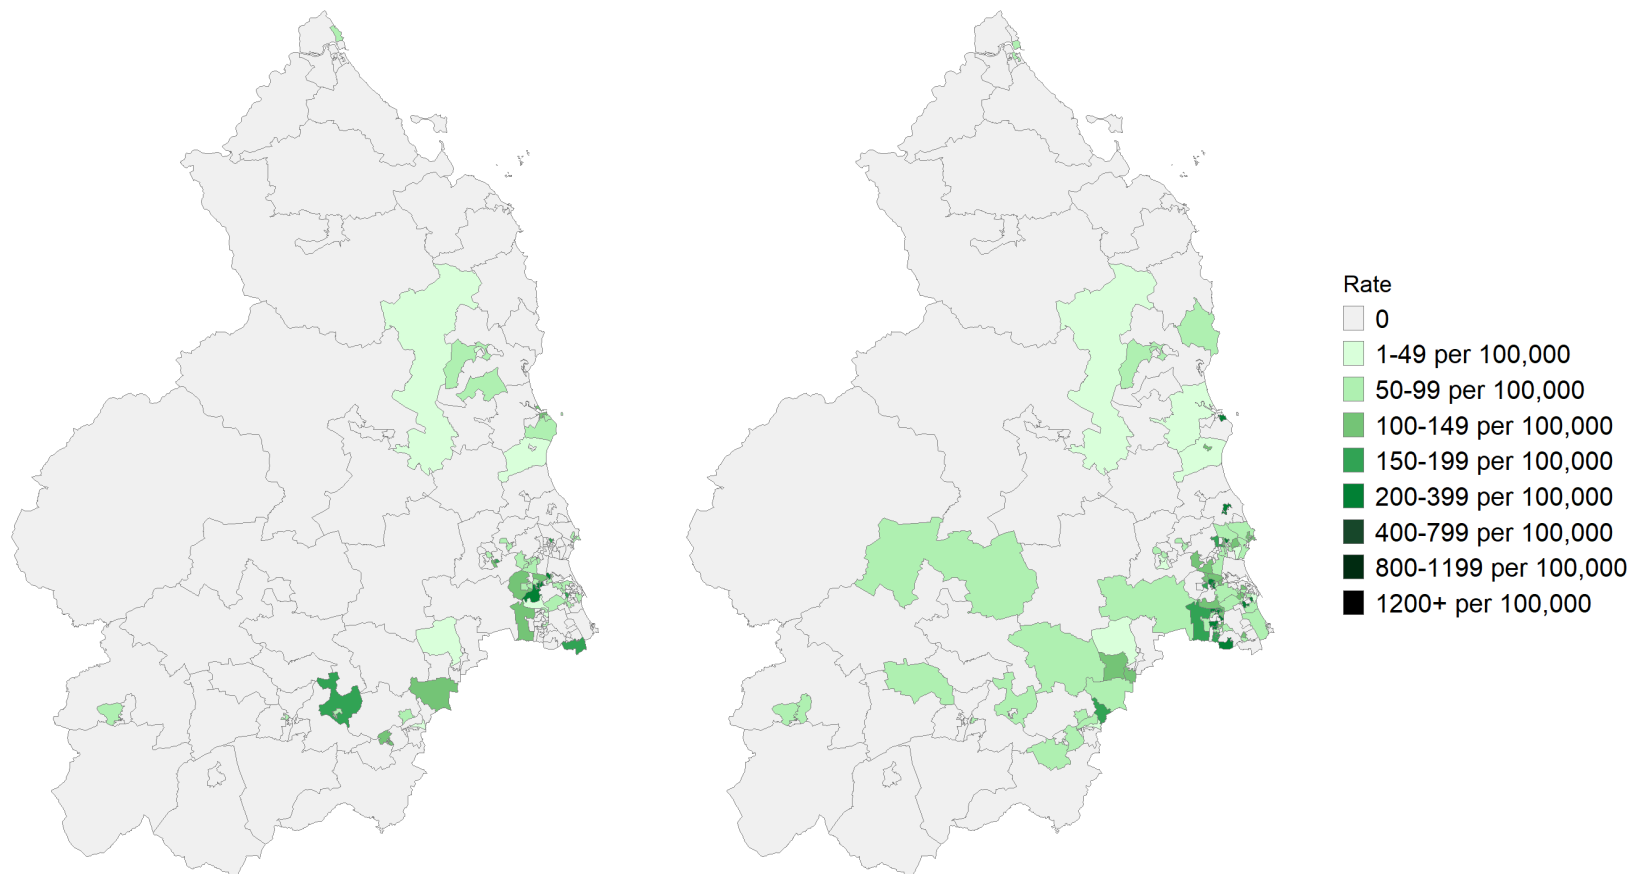 Rate
0
1-49 per 100,000
50-99 per 100,000
100-149 per 100,000
150-199 per 100,000
200-399 per 100,000
400-799 per 100,000
800-1199 per 100,000
1200+ per 100,000